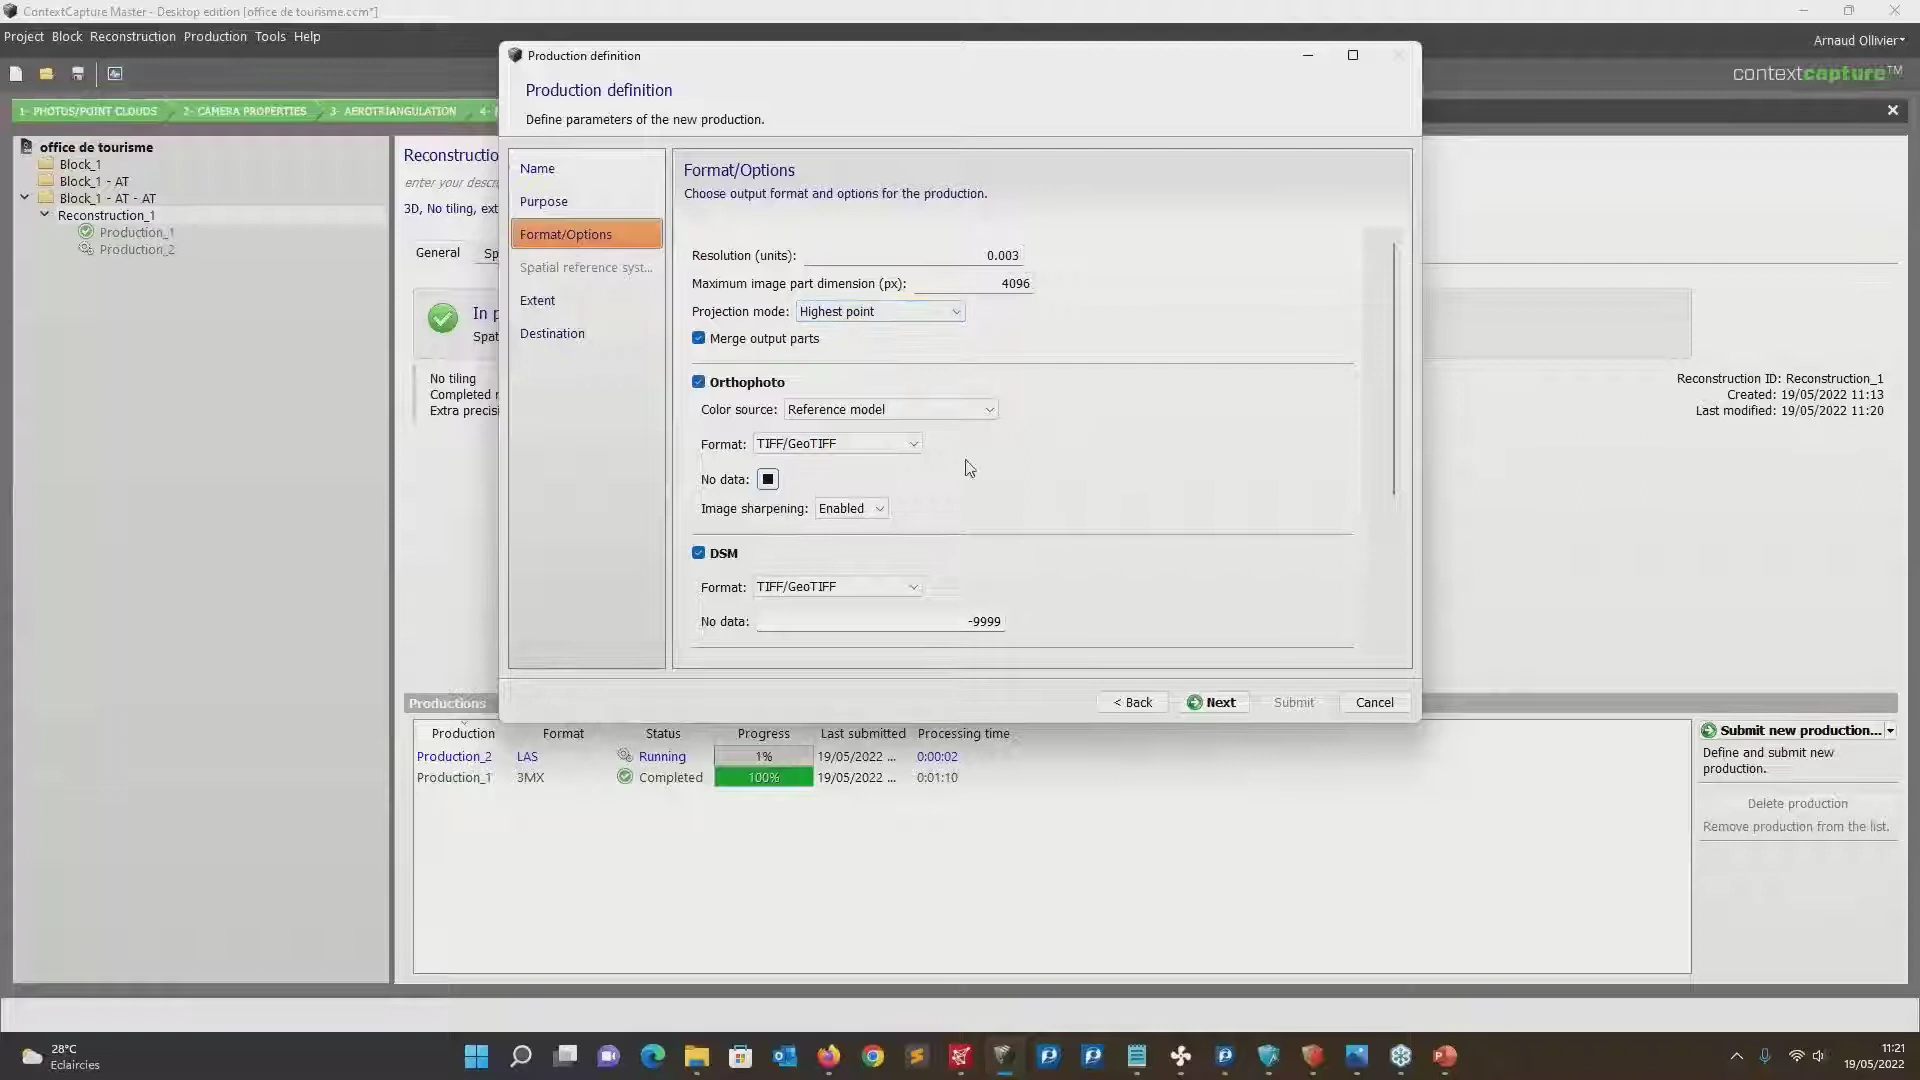 ContextCapture Master - Desktop edition [office de tourisme.ccm*]
Project Block Reconstruction Production Tools Help
Arnaud Ollivier
contextcapture™
1- PHOTOS/POINT CLOUDS 2- CAMERA PROPERTIES 3- AEROTRIANGULATION 4-
office de tourisme
Block_1
Block_1 - AT
Block_1 - AT - AT
Reconstruction_1
Production_1
Production_2
Reconstructio
enter your descr
3D, No tiling, ext
General Sp
In p
Spat
No tiling
Completed r
Extra precisi
Reconstruction ID: Reconstruction_1
Created: 19/05/2022 11:13
Last modified: 19/05/2022 11:20
Production definition
Production definition
Define parameters of the new production.
Name
Purpose
Format/Options
Spatial reference syst...
Extent
Destination
Format/Options
Choose output format and options for the production.
Resolution (units): 0.003
Maximum image part dimension (px): 4096
Projection mode: Highest point
Merge output parts
Orthophoto
Color source: Reference model
Format: TIFF/GeoTIFF
No data:
Image sharpening: Enabled
DSM
Format: TIFF/GeoTIFF
No data: -9999
< Back Next Submit Cancel
Productions
Production Format Status Progress Last submitted Processing time
Production_2 LAS Running 1% 19/05/2022 ... 0:00:02
Production_1 3MX Completed 100% 19/05/2022 ... 0:01:10
Submit new production...
Define and submit new
production.
Delete production
Remove production from the list.
28°C
Eclaircies
11:21
19/05/2022